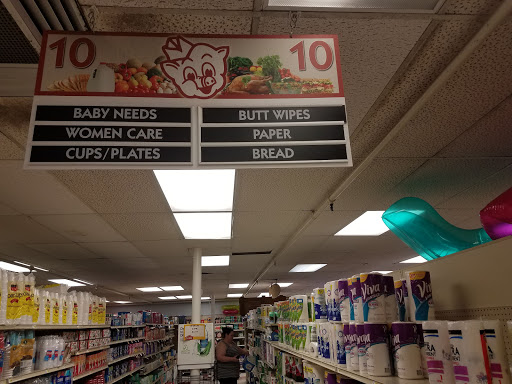 10
10
BABY NEEDS
WOMEN CARE
CUPS/PLATES
BUTT WIPES
PAPER
BREAD
Viva
Viva